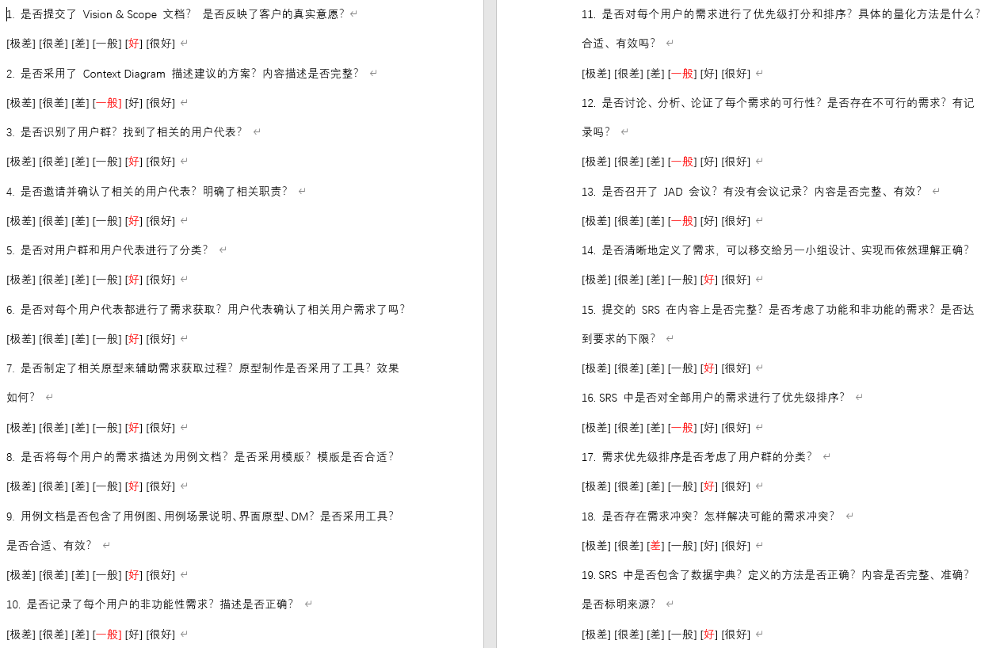 1. 是否提交了 Vision & Scope 文档? 是否反映了客户的真实意愿?
[极差] [很差] [差] [一般] [好] [很好]
2. 是否采用了 Context Diagram 描述建议的方案? 内容描述是否完整?
[极差] [很差] [差] [一般] [好] [很好]
3. 是否识别了用户群? 找到了相关的用户代表?
[极差] [很差] [差] [一般] [好] [很好]
4. 是否邀请并确认了相关的用户代表? 明确了相关职责?
[极差] [很差] [差] [一般] [好] [很好]
5. 是否对用户群和用户代表进行了分类?
[极差] [很差] [差] [一般] [好] [很好]
6. 是否对每个用户代表都进行了需求获取? 用户代表确认了相关用户需求了吗?
[极差] [很差] [差] [一般] [好] [很好]
7. 是否制定了相关原型来辅助需求获取过程? 原型制作是否采用了工具? 效果
如何?
[极差] [很差] [差] [一般] [好] [很好]
8. 是否将每个用户的需求描述为用例文档? 是否采用模版? 模版是否合适?
[极差] [很差] [差] [一般] [好] [很好]
9. 用例文档是否包含了用例图、用例场景说明、界面原型、DM? 是否采用工具?
是否合适、有效?
[极差] [很差] [差] [一般] [好] [很好]
10. 是否记录了每个用户的非功能性需求? 描述是否正确?
[极差] [很差] [差] [一般] [好] [很好]
11. 是否对每个用户的需求进行了优先级打分和排序? 具体的量化方法是什么?
合适、有效吗?
[极差] [很差] [差] [一般] [好] [很好]
12. 是否讨论、分析、论证了每个需求的可行性? 是否存在不可行的需求? 有记
录吗?
[极差] [很差] [差] [一般] [好] [很好]
13. 是否召开了 JAD 会议? 有没有会议记录? 内容是否完整、有效?
[极差] [很差] [差] [一般] [好] [很好]
14. 是否清晰地定义了需求, 可以移交给另一小组设计、实现而依然理解正确?
[极差] [很差] [差] [一般] [好] [很好]
15. 提交的 SRS 在内容上是否完整? 是否考虑了功能和非功能的需求? 是否达
到要求的下限?
[极差] [很差] [差] [一般] [好] [很好]
16. SRS 中是否对全部用户的需求进行了优先级排序?
[极差] [很差] [差] [一般] [好] [很好]
17. 需求优先级排序是否考虑了用户群的分类?
[极差] [很差] [差] [一般] [好] [很好]
18. 是否存在需求冲突? 怎样解决可能的需求冲突?
[极差] [很差] [差] [一般] [好] [很好]
19. SRS 中是否包含了数据字典? 定义的方法是否正确? 内容是否完整、准确?
是否标明来源?
[极差] [很差] [差] [一般] [好] [很好]